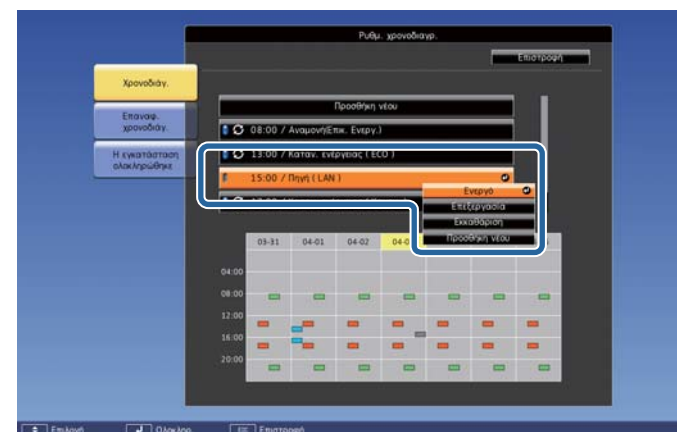 Ρυθμ. χρονοδιαγρ.
Επιστροφή
Χρονοδιάγ.
Επαναφ.
χρονοδιάγ.
Η εγκατάσταση
ολοκληρώθηκε
Προσθήκη νέου
08:00 / Αναμονή(Επικ. Ενεργ.)
13:00 / Καταν. ενέργειας ( ECO )
15:00 / Πηγή ( LAN )
Ενεργό
Επεξεργασία
Εκκαθάριση
Προσθήκη νέου
03-31 04-01 04-02
04:00
08:00
12:00
16:00
20:00
Επιλογή Ολοκληρ. Esc Επιστροφή